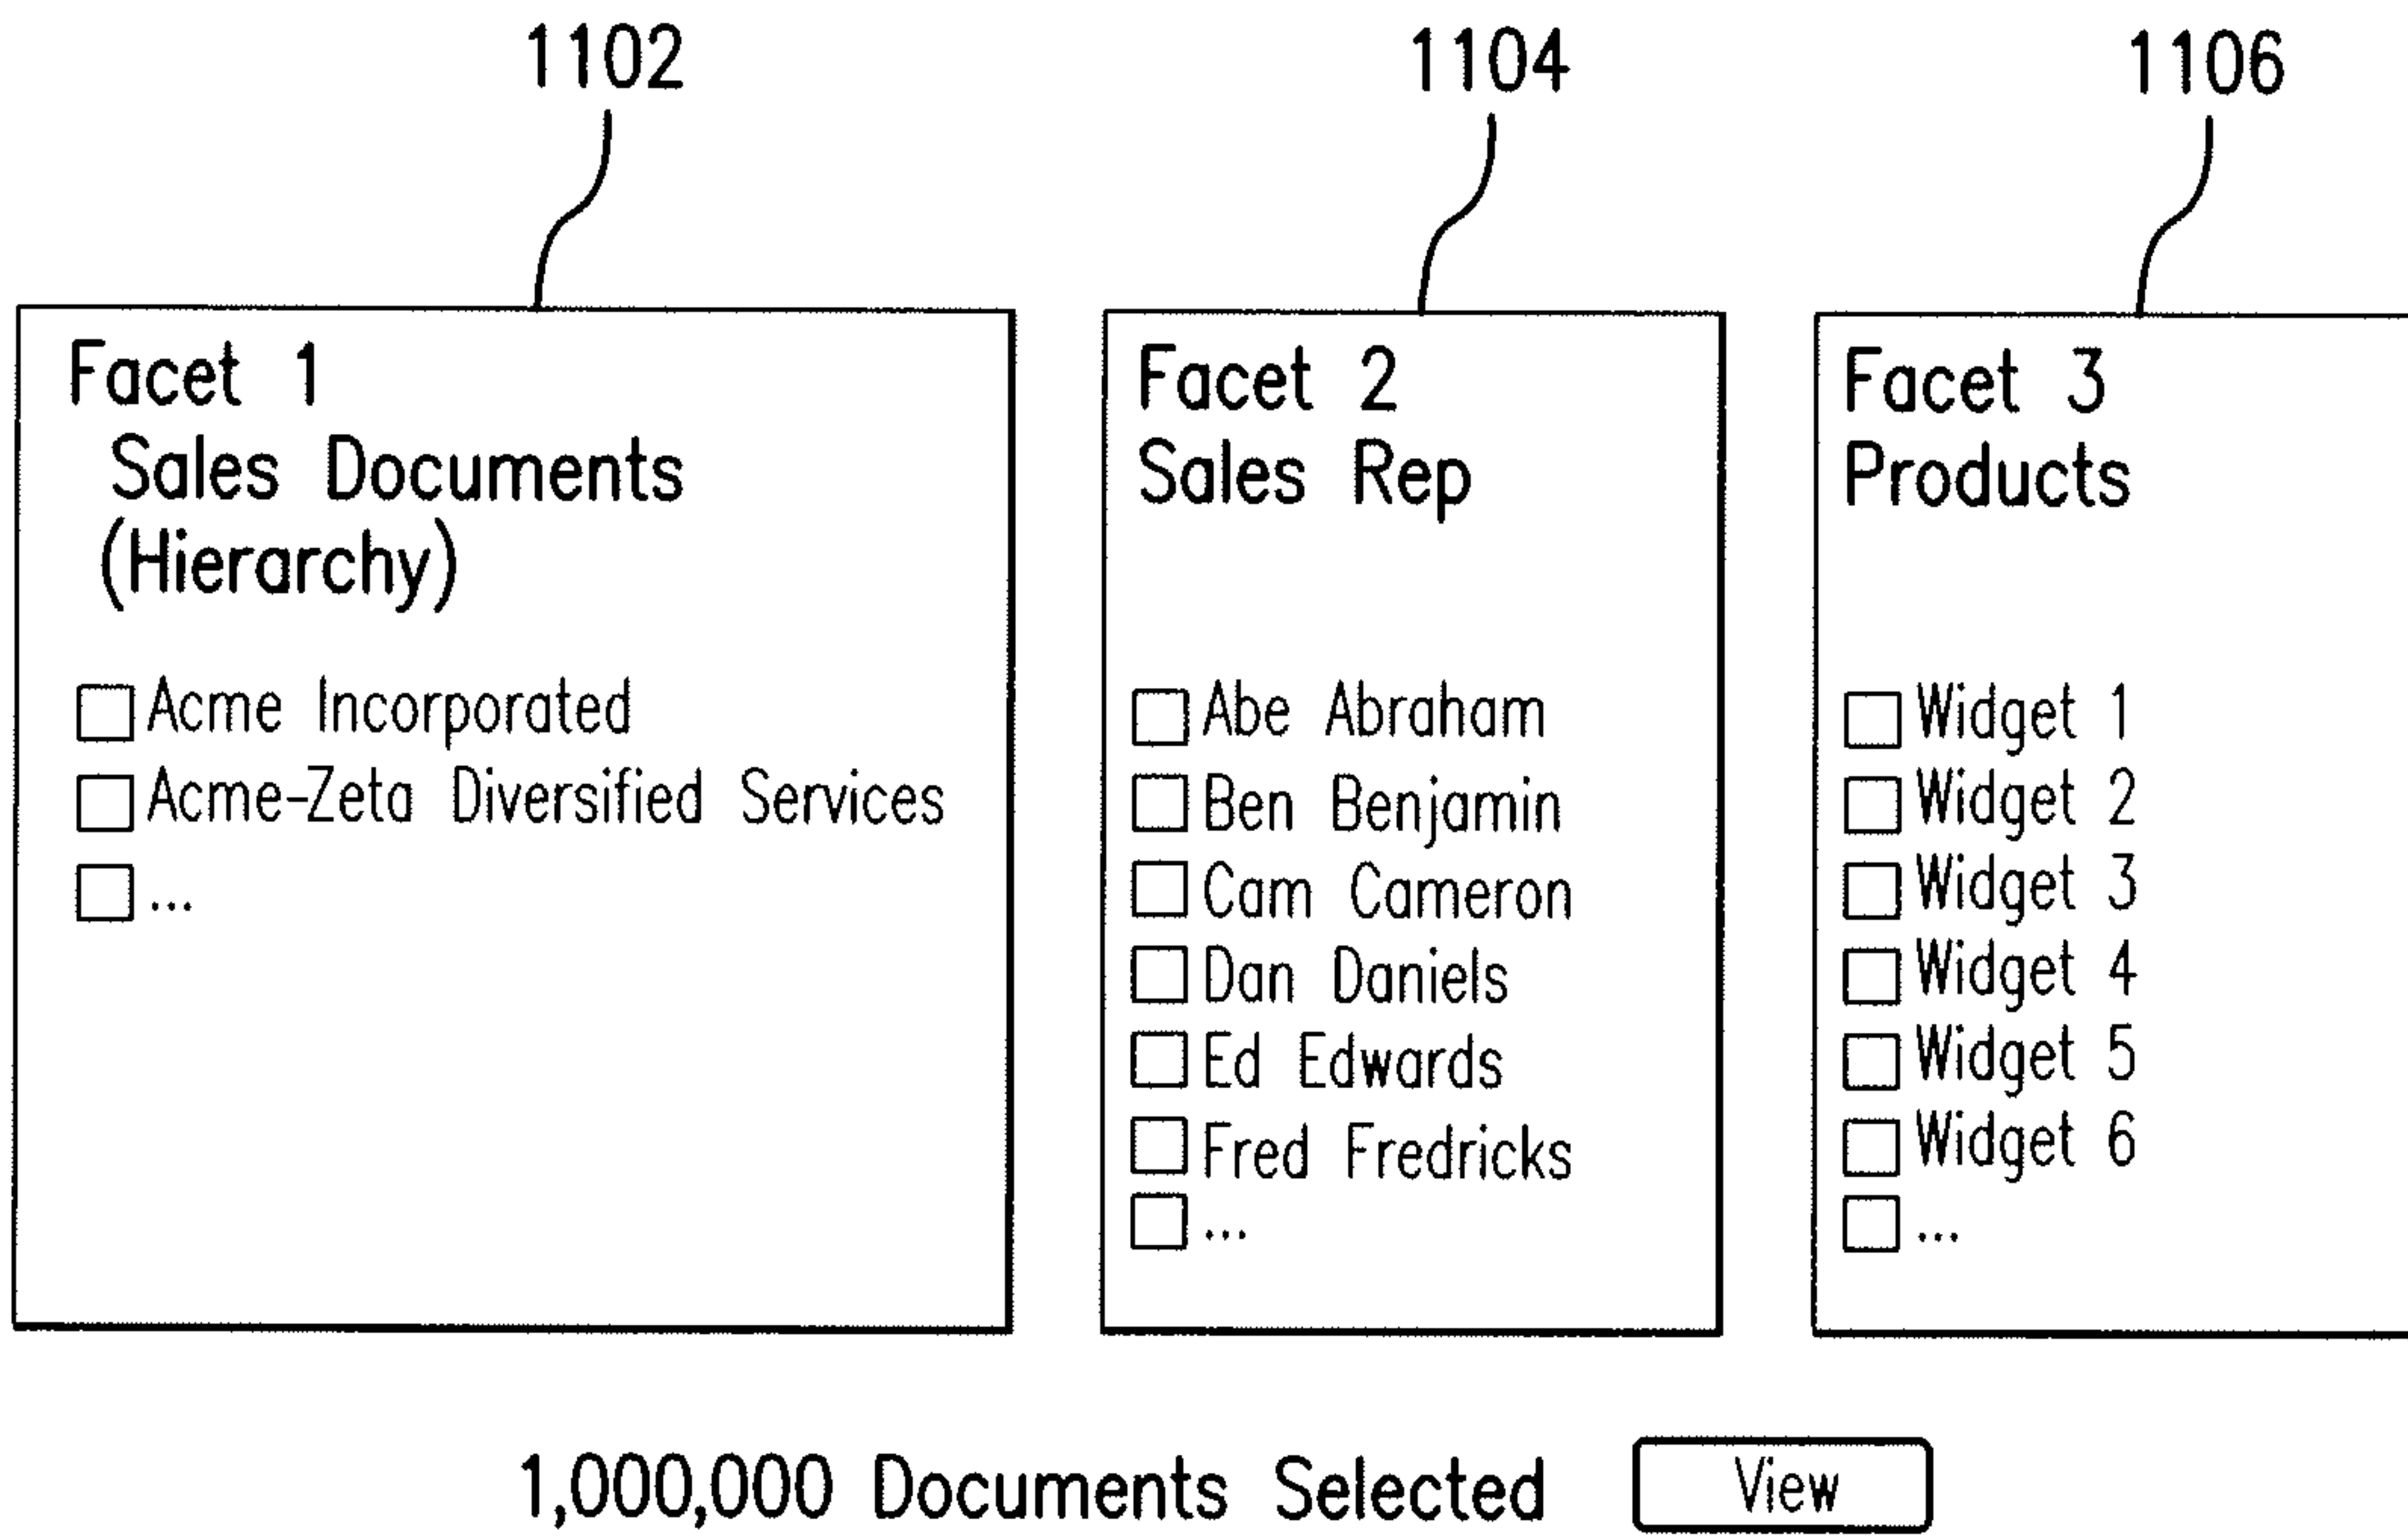 1102
1104
1106
Facet 1
Sales Documents
(Hierarchy)
Acme Incorporated
Acme-Zeta Diversified Services
...
Facet 2
Sales Rep
Abe Abraham
Ben Benjamin
Cam Cameron
Dan Daniels
Ed Edwards
Fred Fredricks
...
Facet 3
Products
Widget 1
Widget 2
Widget 3
Widget 4
Widget 5
Widget 6
...
1,000,000 Documents Selected
View